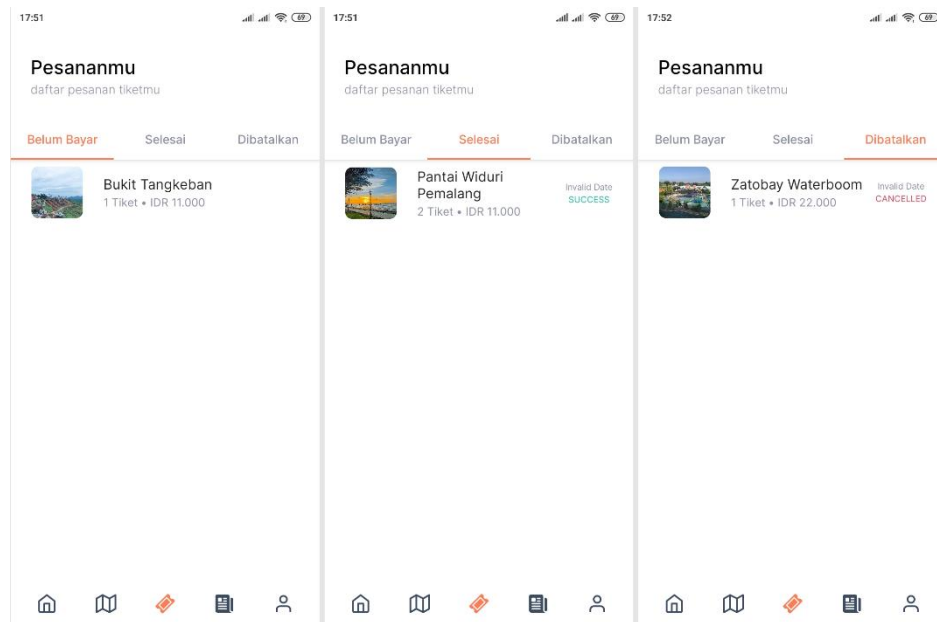 17:51
69
Pesananmu
daftar pesanan tiketmu
Belum Bayar Selesai Dibatalkan
Bukit Tangkeban
1 Tiket • IDR 11.000
17:51
69
Pesananmu
daftar pesanan tiketmu
Belum Bayar Selesai Dibatalkan
Pantai Widuri
Pemalang
2 Tiket • IDR 11.000
Invalid Date
SUCCESS
17:52
69
Pesananmu
daftar pesanan tiketmu
Belum Bayar Selesai Dibatalkan
Zatobay Waterboom
1 Tiket • IDR 22.000
Invalid Date
CANCELLED